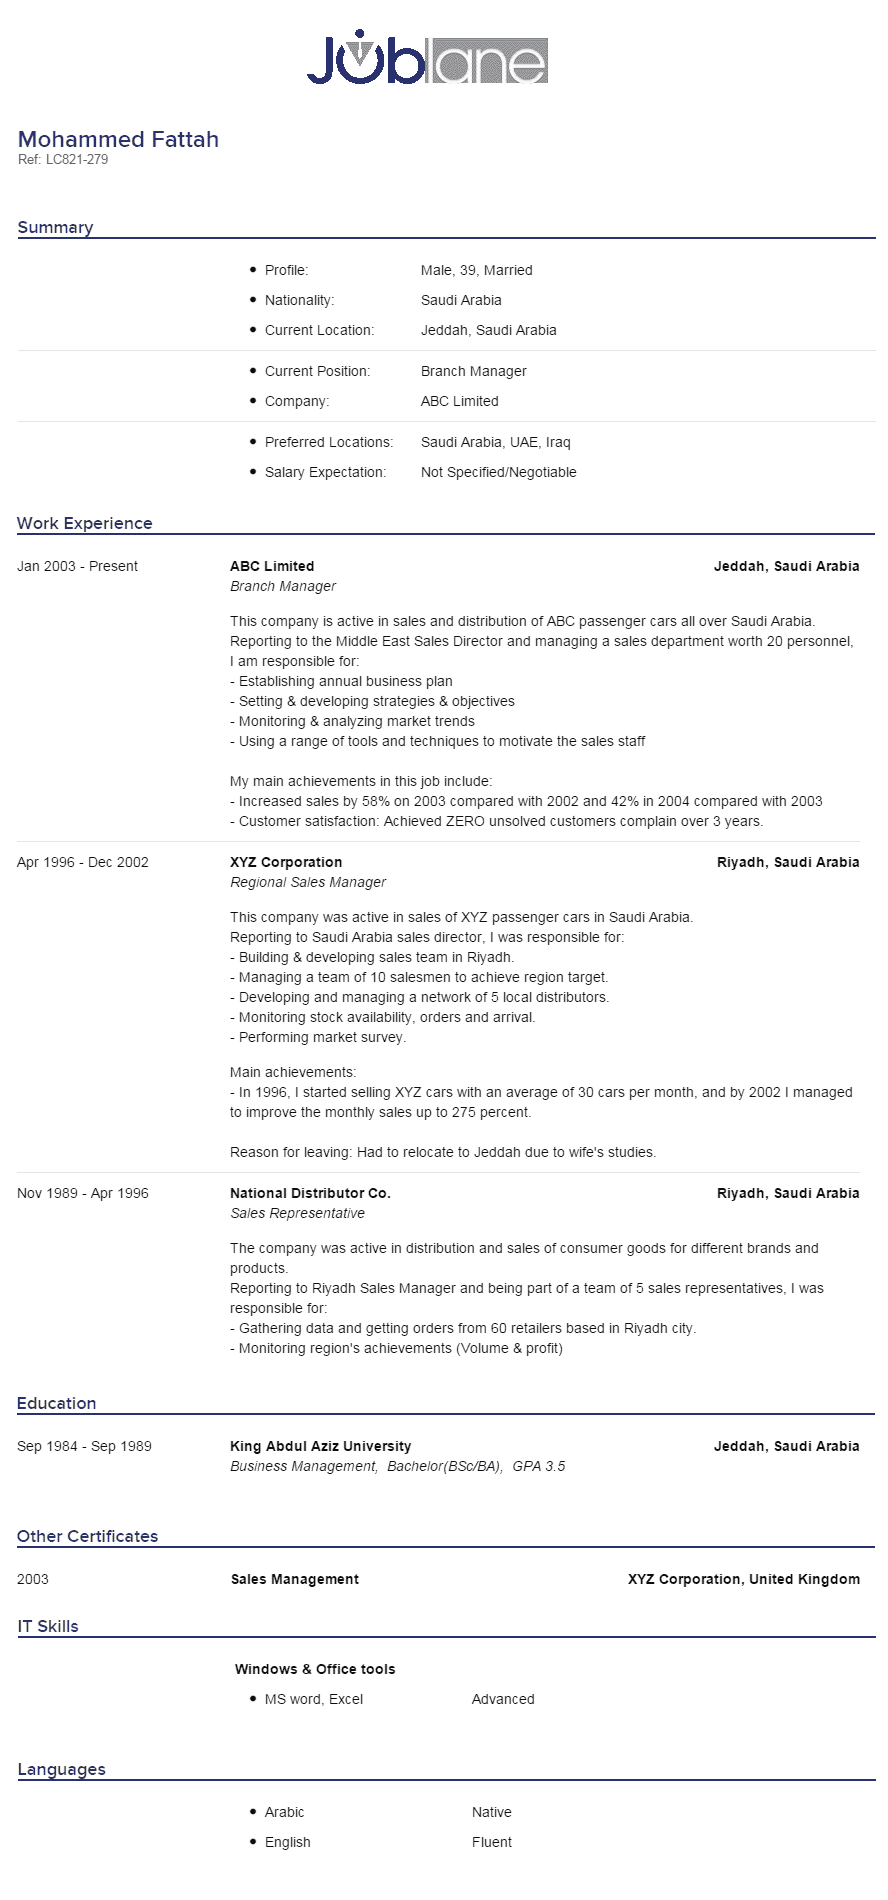 Joblane
Mohammed Fattah
Ref: LC821-279
Summary
• Profile: Male, 39, Married
• Nationality: Saudi Arabia
• Current Location: Jeddah, Saudi Arabia
• Current Position: Branch Manager
• Company: ABC Limited
• Preferred Locations: Saudi Arabia, UAE, Iraq
• Salary Expectation: Not Specified/Negotiable
Work Experience
Jan 2003 - Present ABC Limited Jeddah, Saudi Arabia
Branch Manager
This company is active in sales and distribution of ABC passenger cars all over Saudi Arabia.
Reporting to the Middle East Sales Director and managing a sales department worth 20 personnel,
I am responsible for:
- Establishing annual business plan
- Setting & developing strategies & objectives
- Monitoring & analyzing market trends
- Using a range of tools and techniques to motivate the sales staff
My main achievements in this job include:
- Increased sales by 58% on 2003 compared with 2002 and 42% in 2004 compared with 2003
- Customer satisfaction: Achieved ZERO unsolved customers complain over 3 years.
Apr 1996 - Dec 2002 XYZ Corporation Riyadh, Saudi Arabia
Regional Sales Manager
This company was active in sales of XYZ passenger cars in Saudi Arabia.
Reporting to Saudi Arabia sales director, I was responsible for:
- Building & developing sales team in Riyadh.
- Managing a team of 10 salesmen to achieve region target.
- Developing and managing a network of 5 local distributors.
- Monitoring stock availability, orders and arrival.
- Performing market survey.
Main achievements:
- In 1996, I started selling XYZ cars with an average of 30 cars per month, and by 2002 I managed
to improve the monthly sales up to 275 percent.
Reason for leaving: Had to relocate to Jeddah due to wife's studies.
Nov 1989 - Apr 1996 National Distributor Co. Riyadh, Saudi Arabia
Sales Representative
The company was active in distribution and sales of consumer goods for different brands and
products.
Reporting to Riyadh Sales Manager and being part of a team of 5 sales representatives, I was
responsible for:
- Gathering data and getting orders from 60 retailers based in Riyadh city.
- Monitoring region's achievements (Volume & profit)
Education
Sep 1984 - Sep 1989 King Abdul Aziz University Jeddah, Saudi Arabia
Business Management, Bachelor(BSc/BA), GPA 3.5
Other Certificates
2003 Sales Management XYZ Corporation, United Kingdom
IT Skills
Windows & Office tools
• MS word, Excel Advanced
Languages
• Arabic Native
• English Fluent